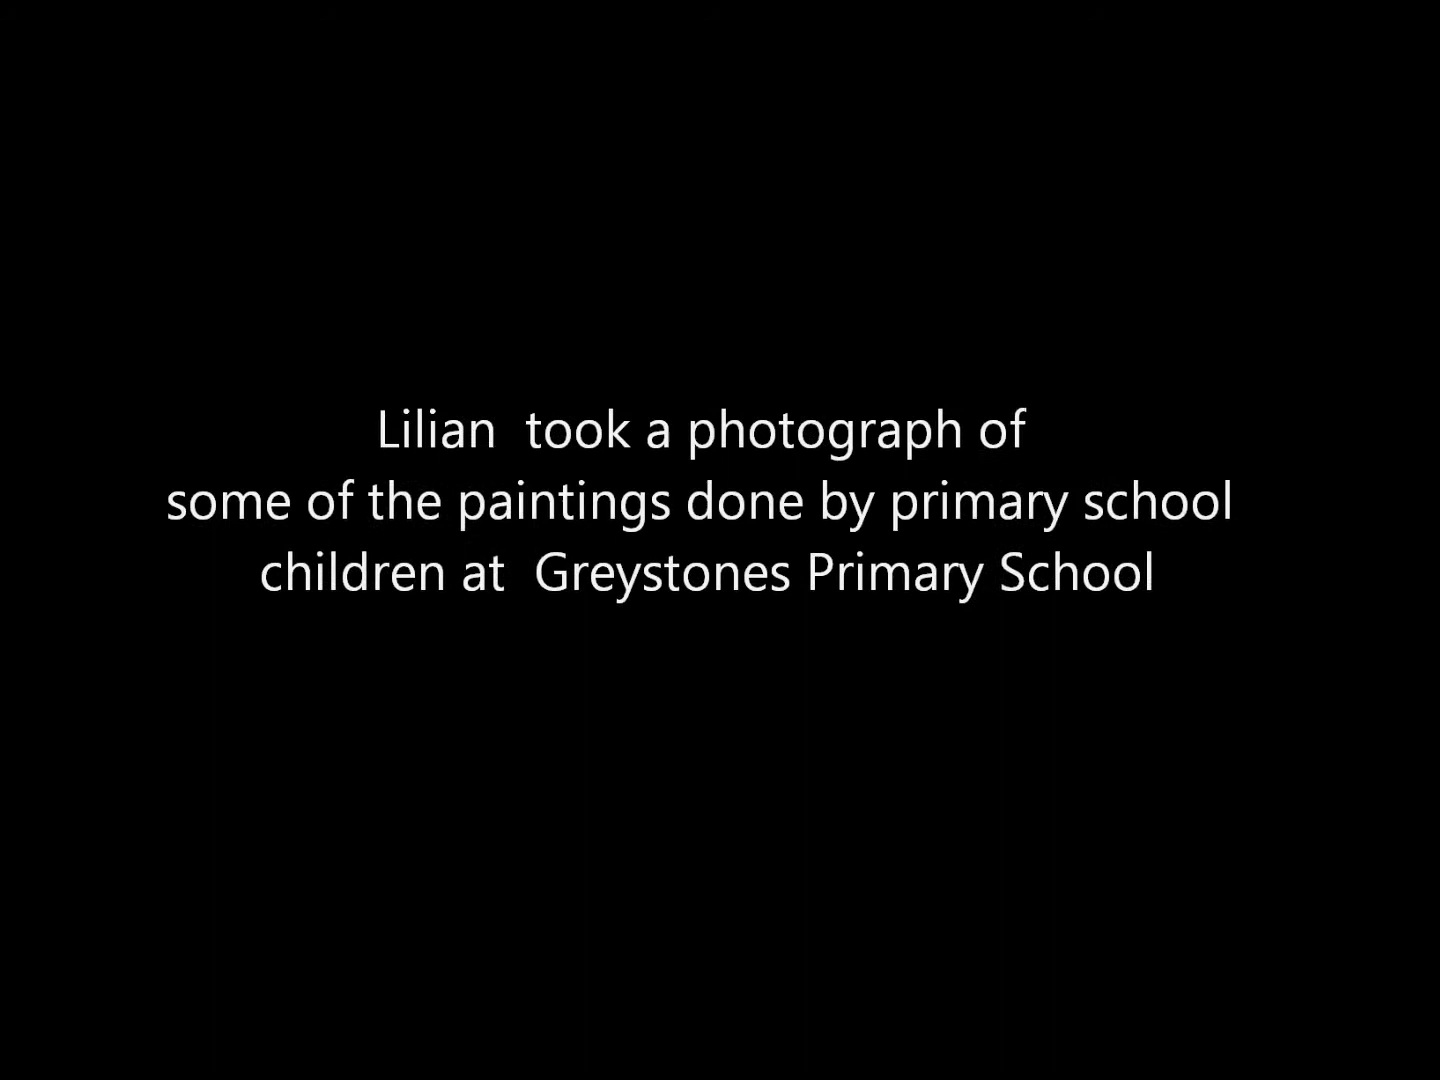 Lilian  took a photograph of
some of the paintings done by primary school
children at  Greystones Primary School